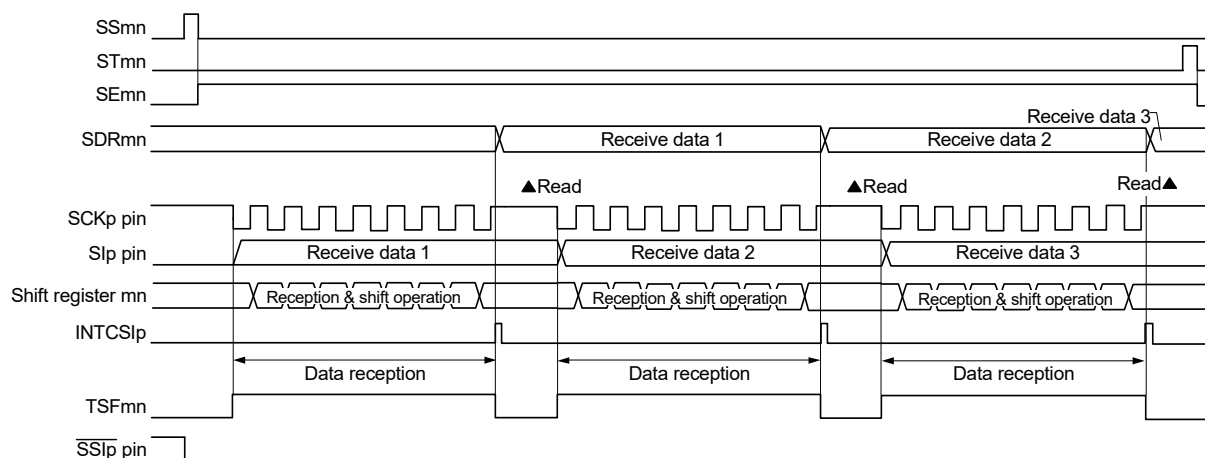 SSmn
STmn
SEmn
Receive data 3
SDRmn Receive data 1 Receive data 2
▲Read ▲Read Read▲
SCKp pin
SIp pin Receive data 1 Receive data 2 Receive data 3
Shift register mn Reception & shift operation Reception & shift operation Reception & shift operation
INTCSIp
Data reception Data reception Data reception
TSFmn
SSIp pin